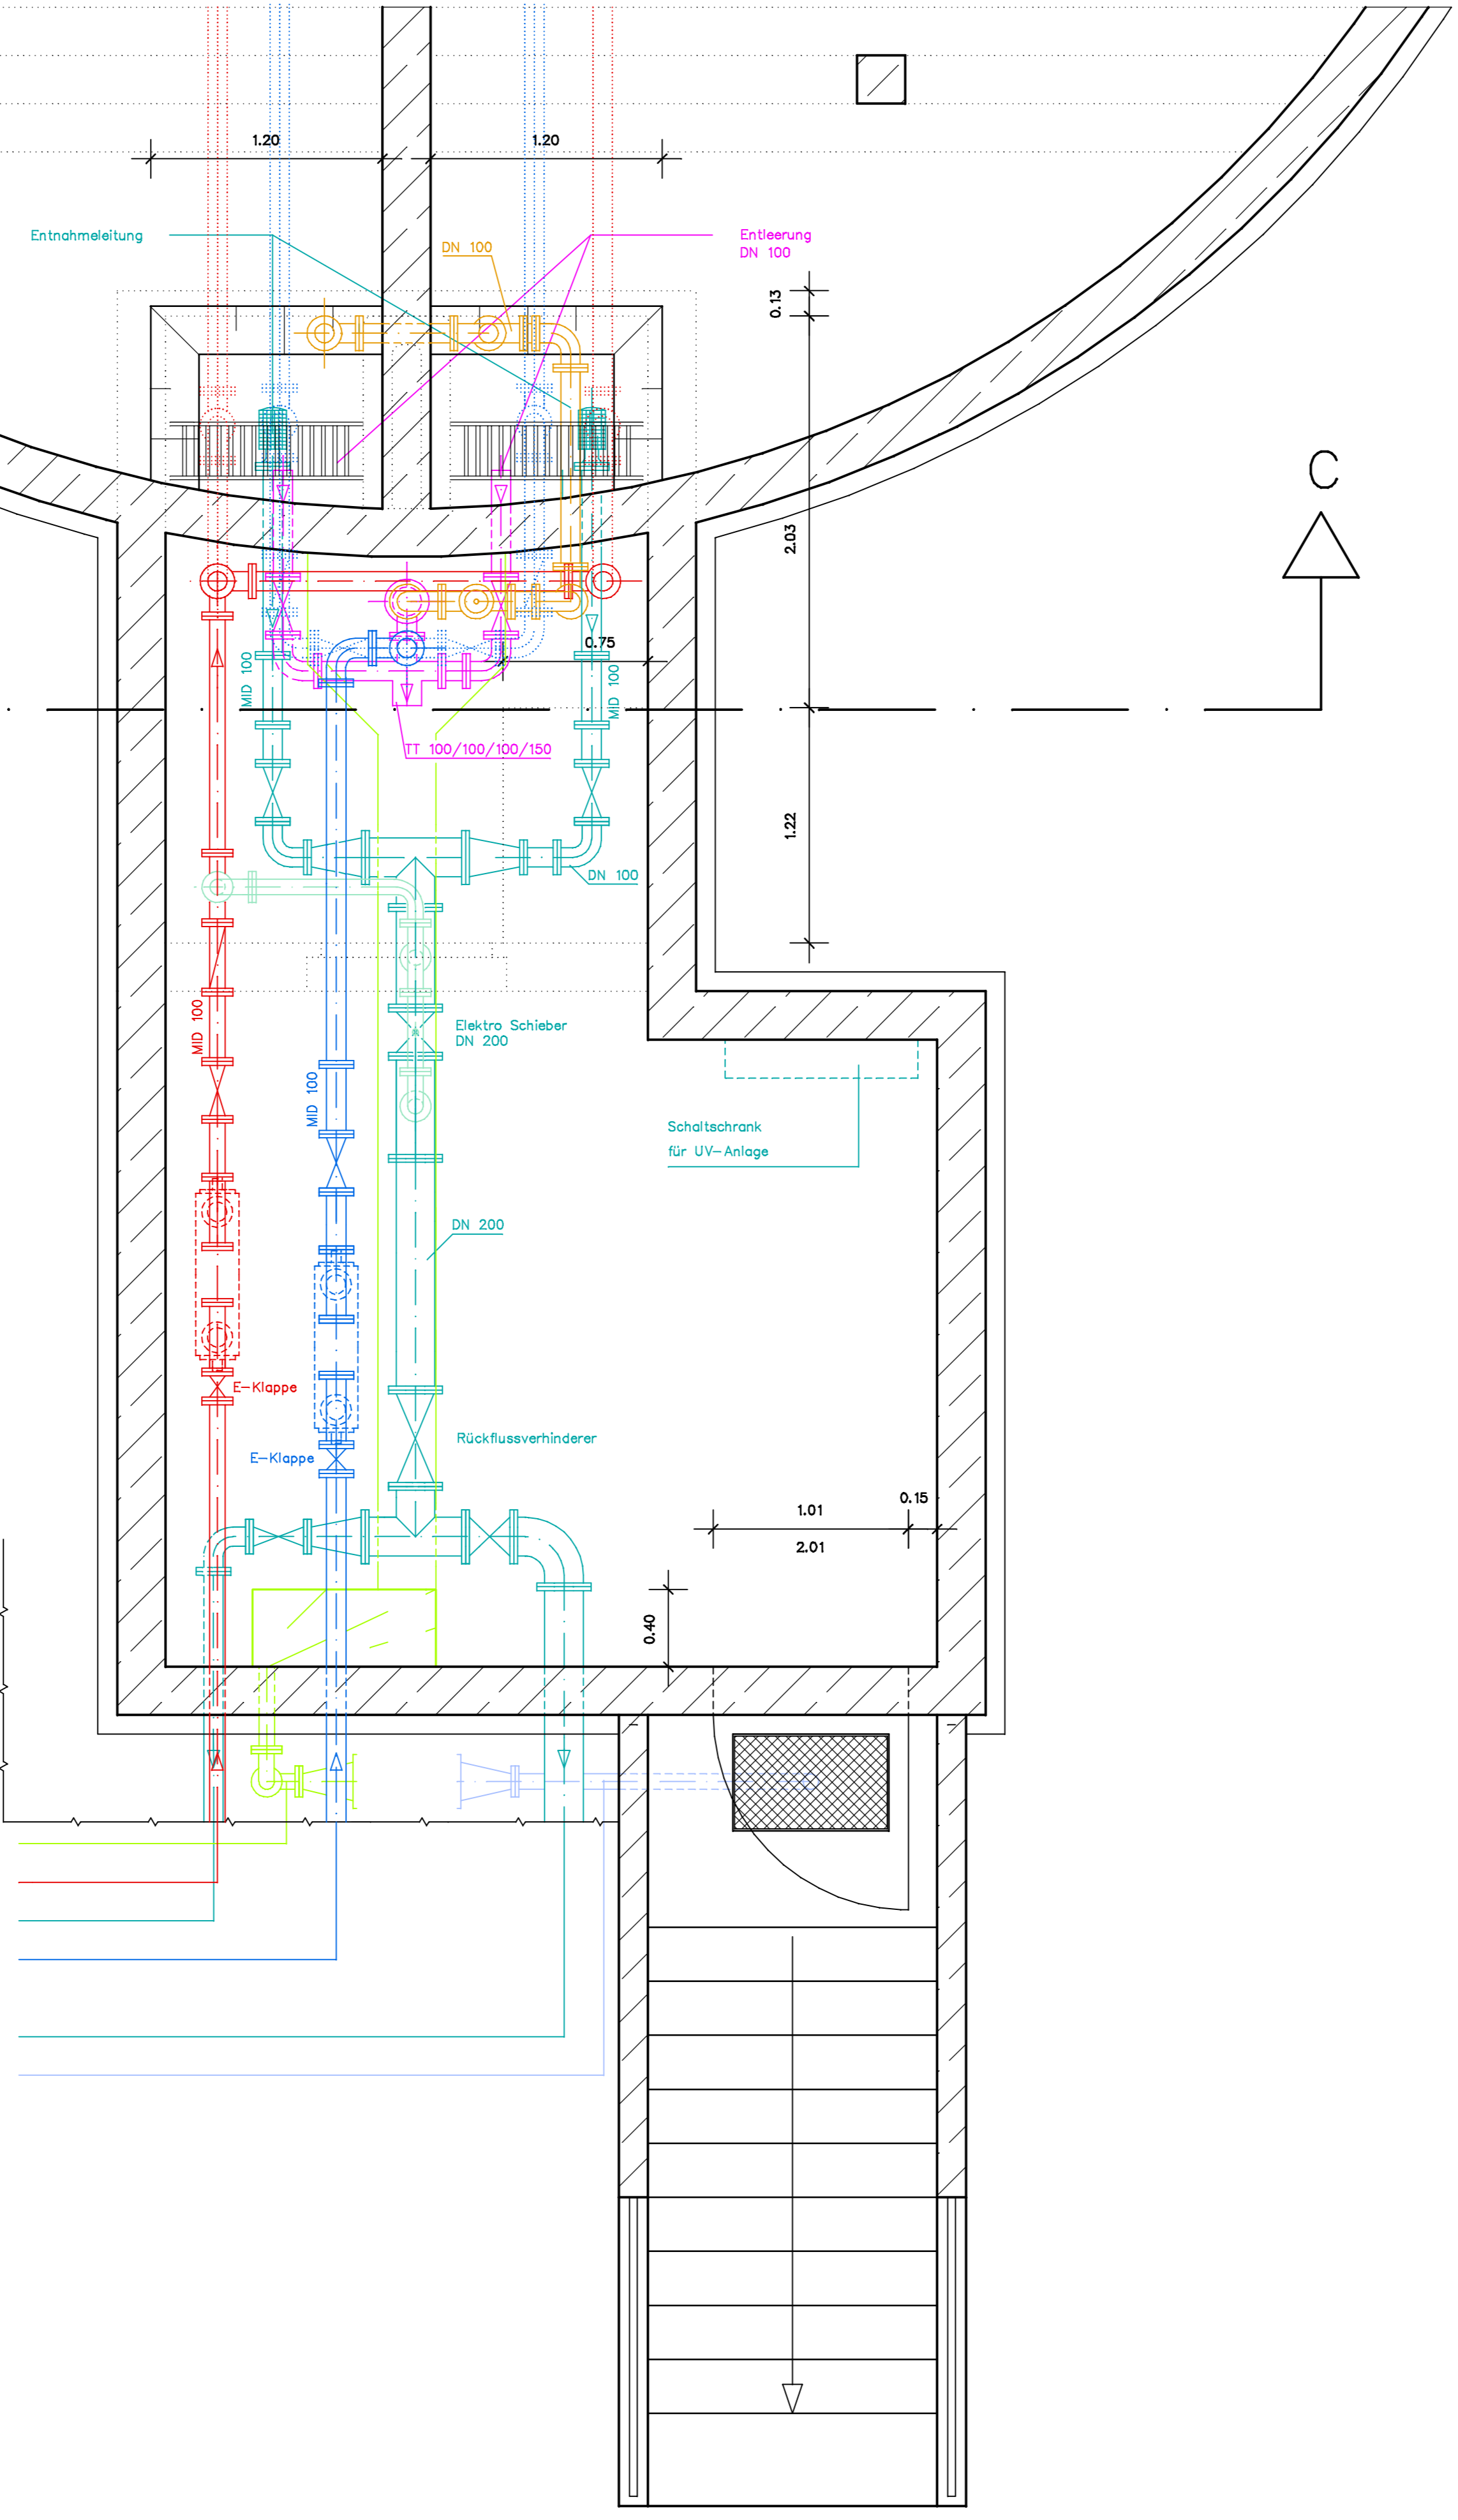 1.20
1.20
Entnahmeleitung
DN 100
Entleerung
DN 100
0.13
C
2.03
0.75
MID 100
MID 100
TT 100/100/100/150
1.22
DN 100
MID 100
Elektro Schieber
DN 200
MID 100
Schaltschrank
für UV-Anlage
DN 200
E-Klappe
Rückflussverhinderer
E-Klappe
0.15
1.01
2.01
0.40